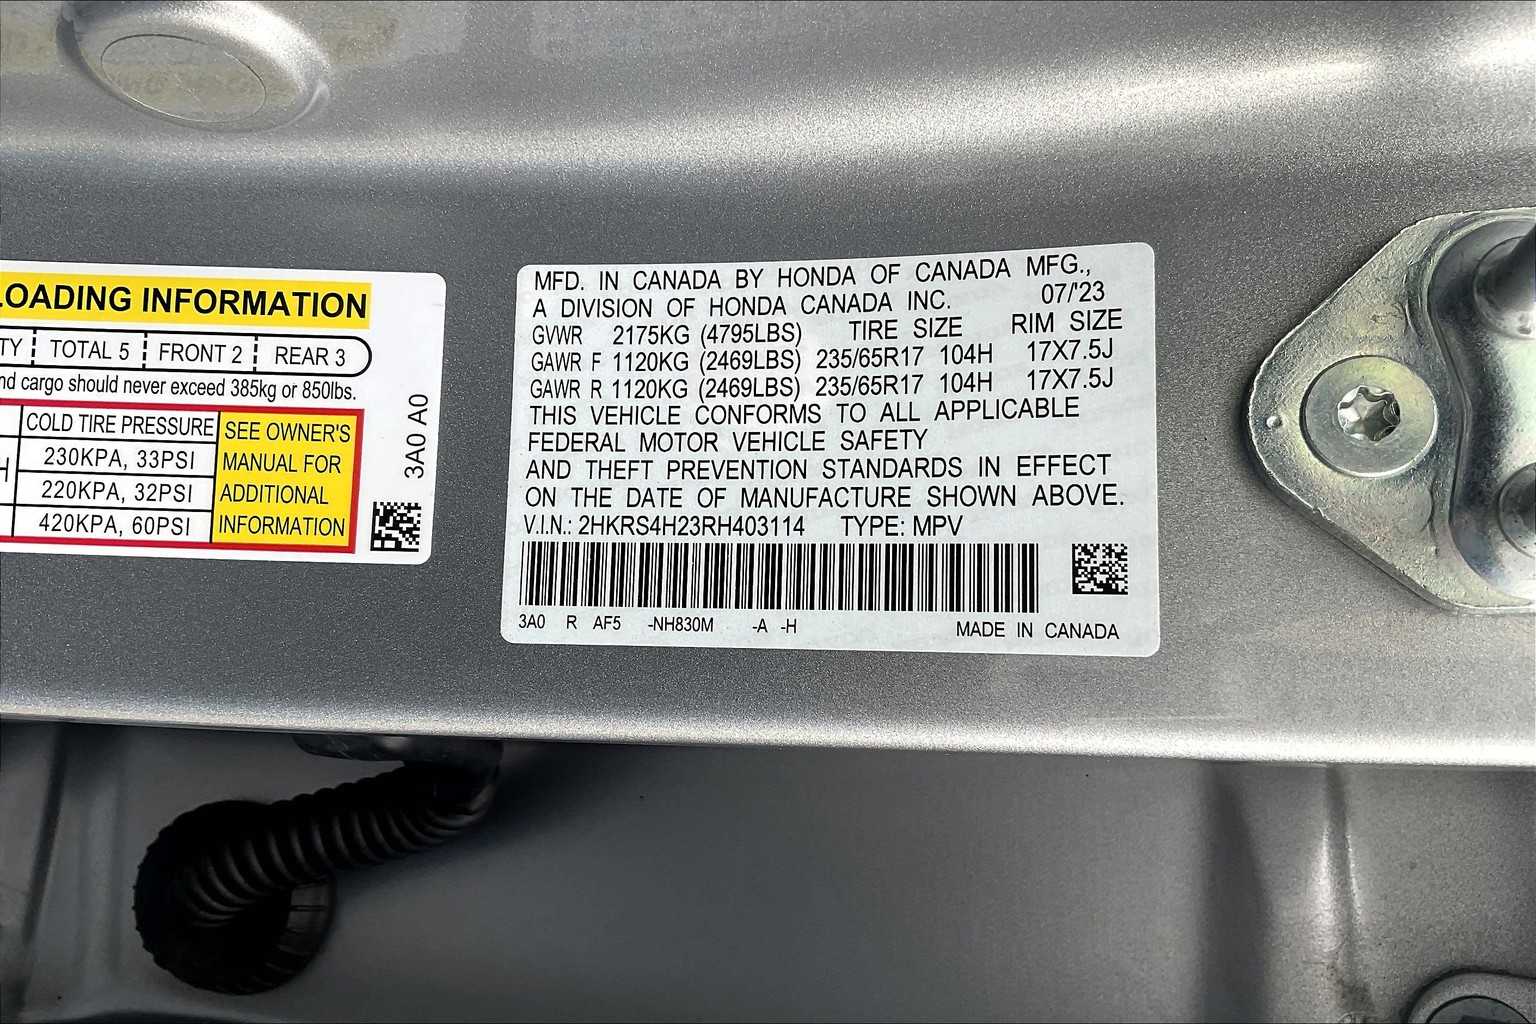 LOADING INFORMATION
TY TOTAL 5 FRONT 2 REAR 3
nd cargo should never exceed 385kg or 850lbs.
COLD TIRE PRESSURE
230KPA, 33PSI
H 220KPA, 32PSI
420KPA, 60PSI
SEE OWNER'S
MANUAL FOR
ADDITIONAL
INFORMATION
3A0 A0
MFD. IN CANADA BY HONDA OF CANADA MFG.,
A DIVISION OF HONDA CANADA INC. 07/'23
GVWR 2175KG (4795LBS) TIRE SIZE RIM SIZE
GAWR F 1120KG (2469LBS) 235/65R17 104H 17X7.5J
GAWR R 1120KG (2469LBS) 235/65R17 104H 17X7.5J
THIS VEHICLE CONFORMS TO ALL APPLICABLE
FEDERAL MOTOR VEHICLE SAFETY
AND THEFT PREVENTION STANDARDS IN EFFECT
ON THE DATE OF MANUFACTURE SHOWN ABOVE.
V.I.N.: 2HKRS4H23RH403114 TYPE: MPV
3A0 R AF5 -NH830M -A -H MADE IN CANADA